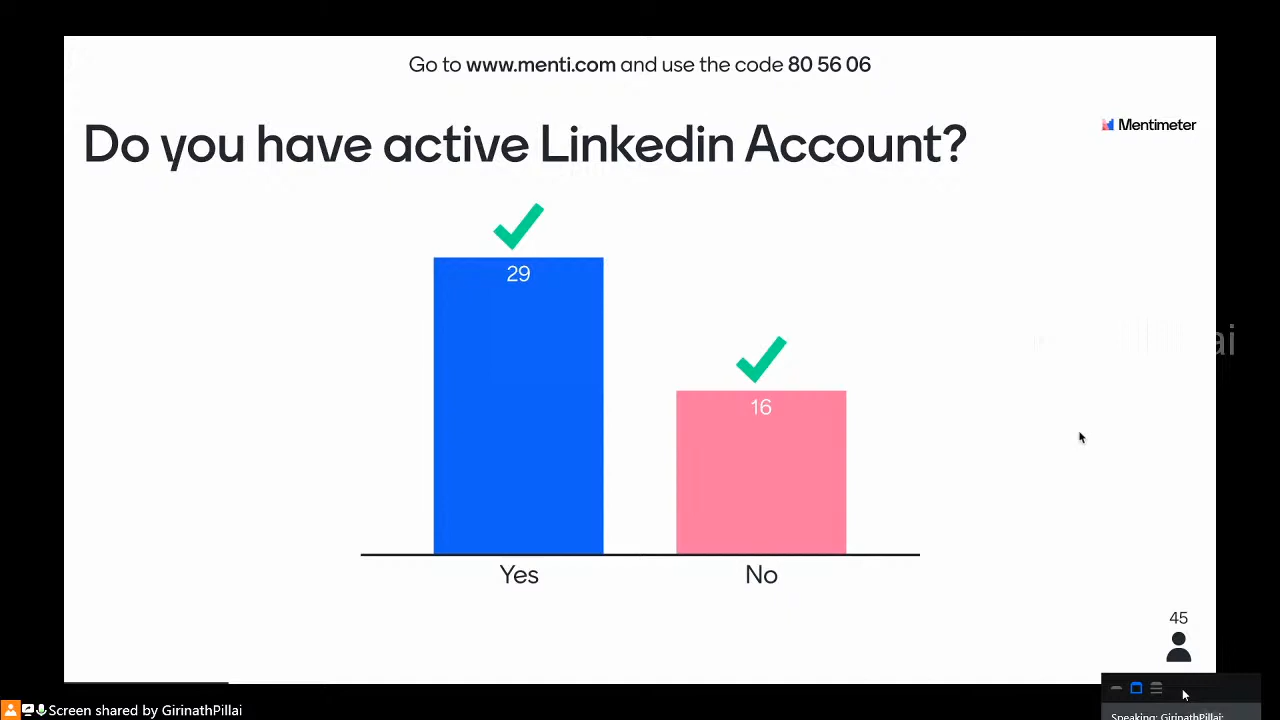 Go to www.menti.com and use the code 80 56 06
Do you have active Linkedin Account?
Mentimeter
29
16
ai
Yes
No
45
Screen shared by GirinathPillai
Speaking: GirinathPillai;